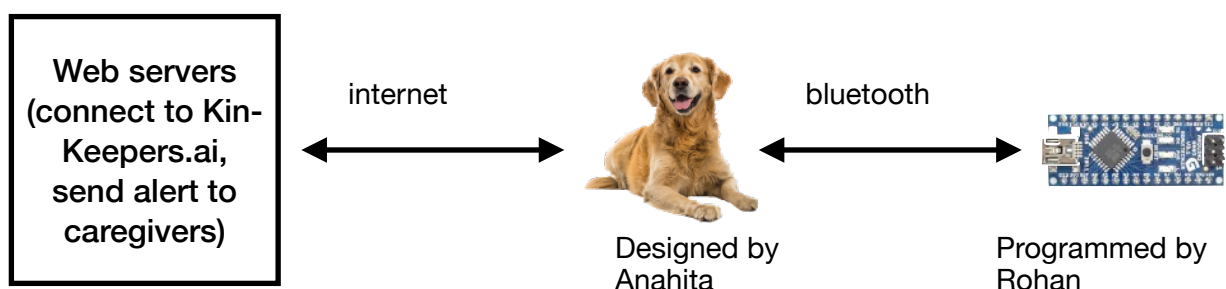 Web servers
(connect to Kin-
Keepers.ai,
send alert to
caregivers)
internet
bluetooth
Designed by
Anahita
Programmed by
Rohan